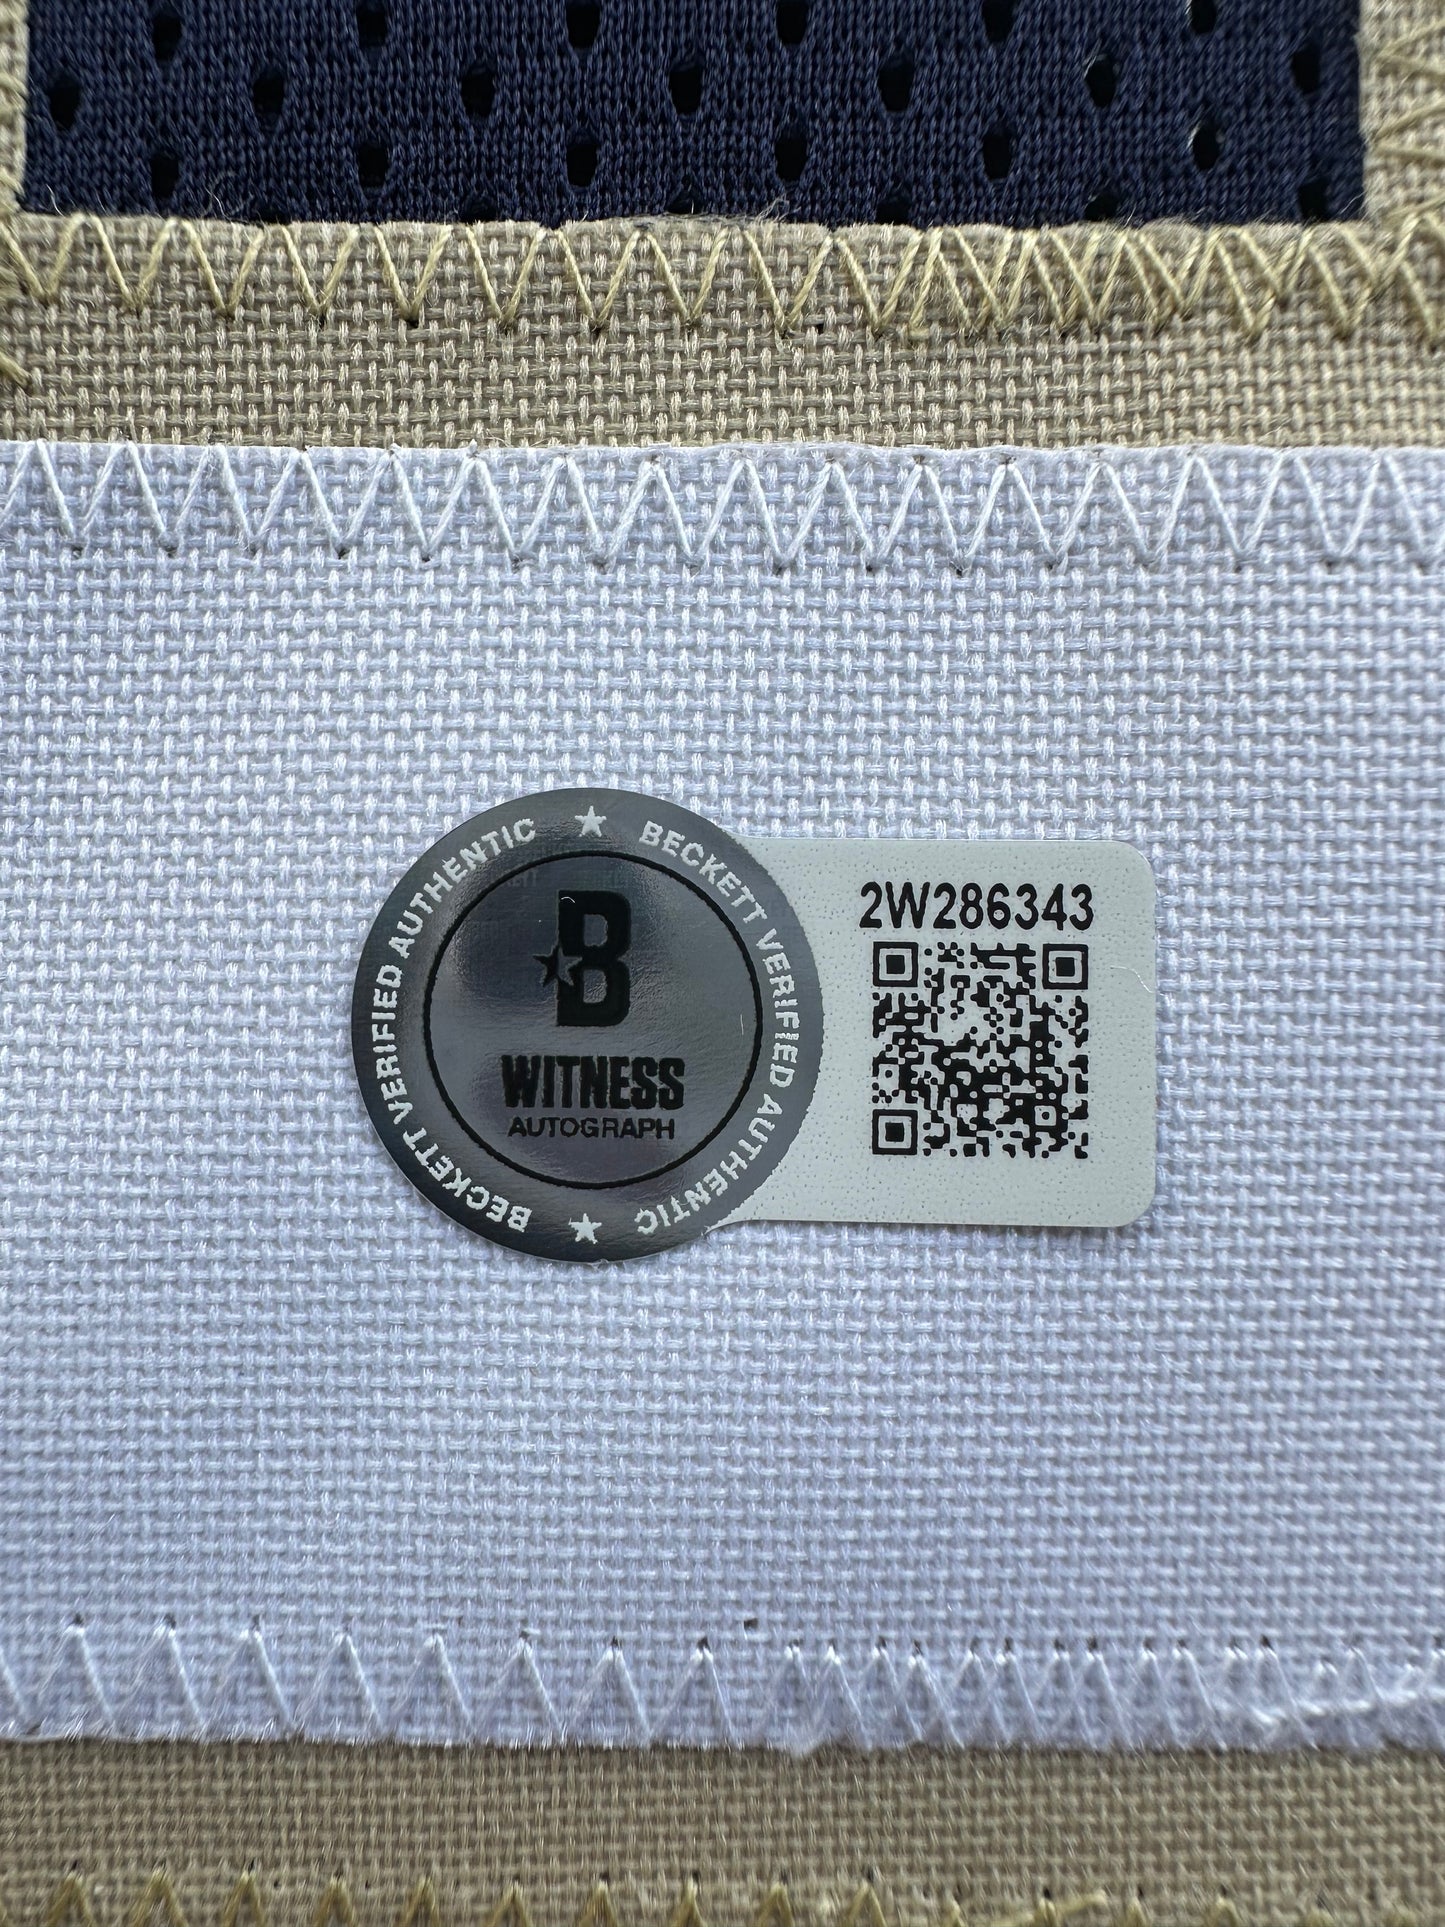 ★ BECKETT VERIFIED AUTHENTIC ★ BECKETT VERIFIED AUTHENTIC
B
WITNESS
AUTOGRAPH
2W286343